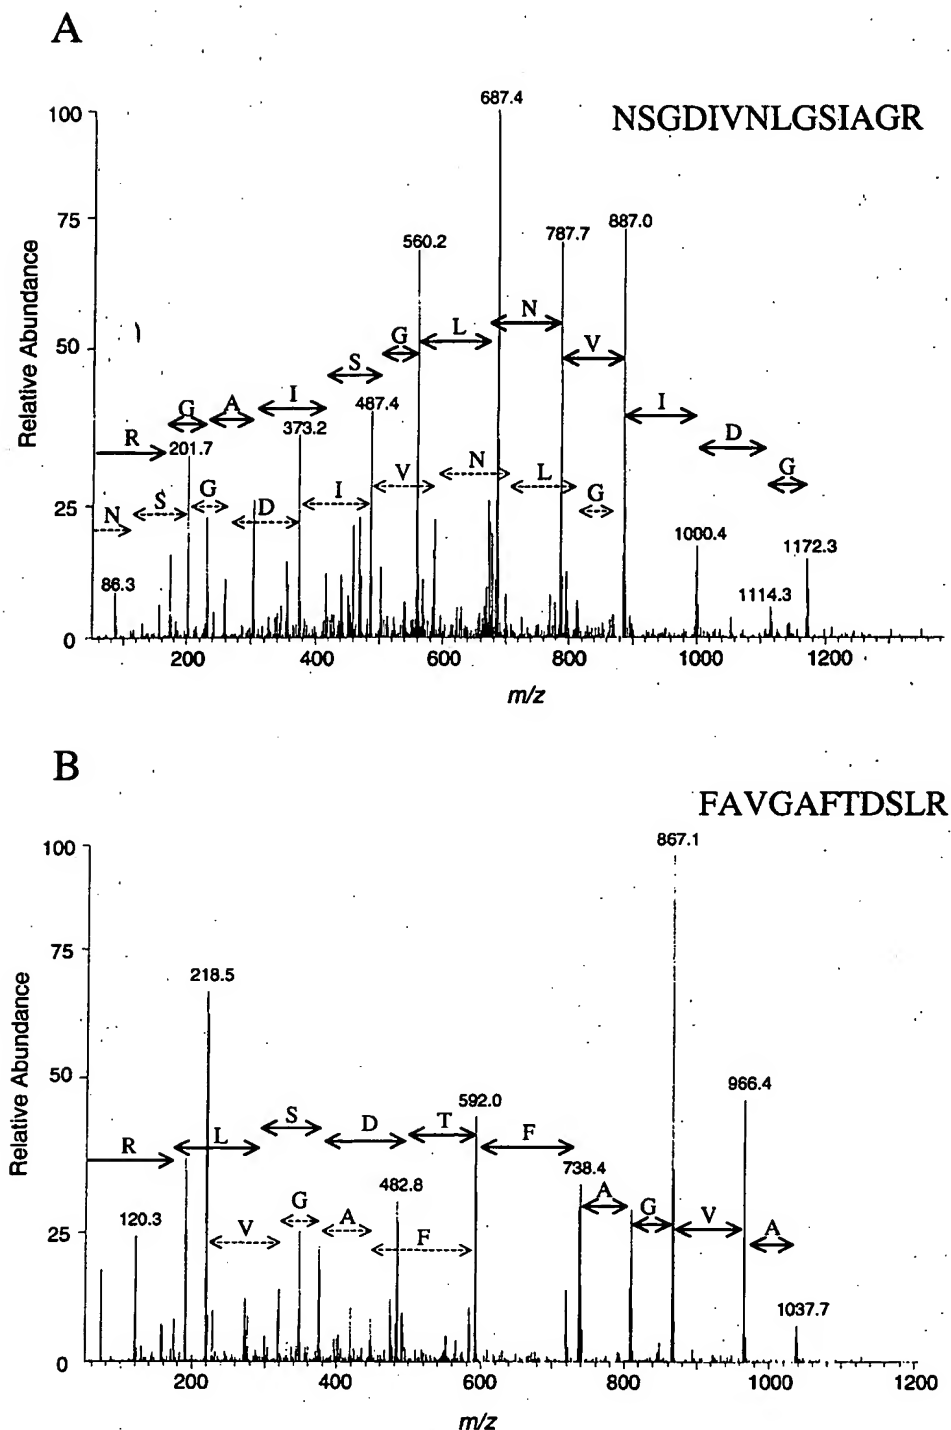 A
NSGDIVNLGSIAGR
Relative Abundance
100
75
50
25
0
687.4
887.0
787.7
560.2
487.4
373.2
201.7
86.3
1000.4
1114.3
1172.3
R G A I S G L N V I D G
N S G D I V N L G
200 400 600 800 1000 1200
m/z
B
FAVGAFTDSLR
Relative Abundance
100
75
50
25
0
867.1
218.5
966.4
592.0
738.4
482.8
120.3
1037.7
R L S D T F A G V A
V G A F
200 400 600 800 1000 1200
m/z